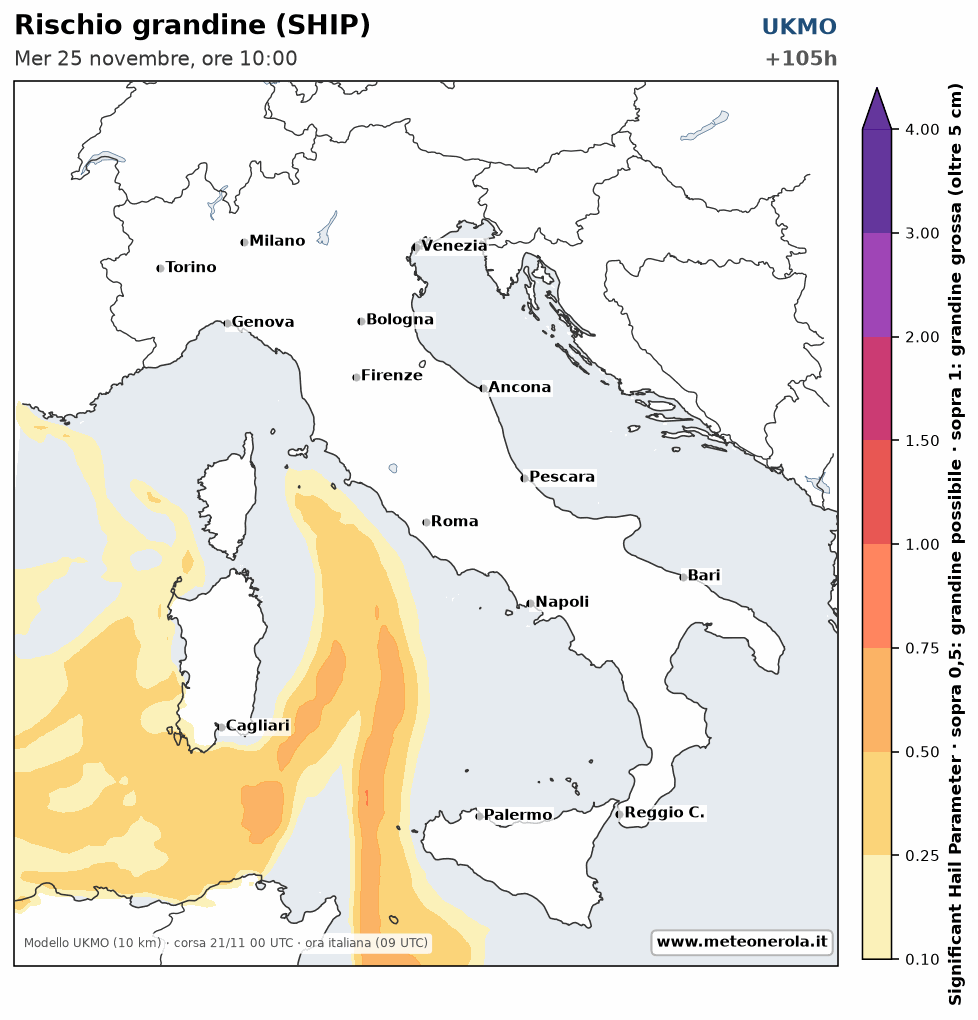 Rischio grandine (SHIP)
UKMO
Mer 25 novembre, ore 10:00
+105h
Milano
Venezia
Torino
Genova
Bologna
Firenze
Ancona
Pescara
Roma
Bari
Napoli
Cagliari
Palermo
Reggio C.
Modello UKMO (10 km) · corsa 21/11 00 UTC · ora italiana (09 UTC)
www.meteonerola.it
4.00
3.00
2.00
1.50
1.00
0.75
0.50
0.25
0.10
Significant Hail Parameter · sopra 0,5: grandine possibile · sopra 1: grandine grossa (oltre 5 cm)